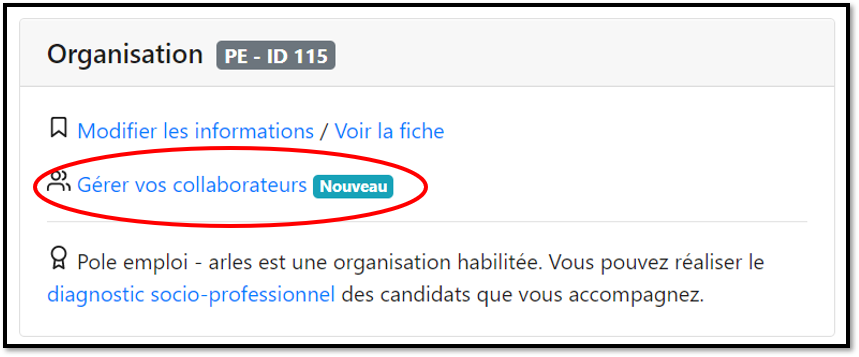 Organisation PE - ID 115
Modifier les informations / Voir la fiche
Gérer vos collaborateurs Nouveau
Pole emploi - arles est une organisation habilitée. Vous pouvez réaliser le
diagnostic socio-professionnel des candidats que vous accompagnez.